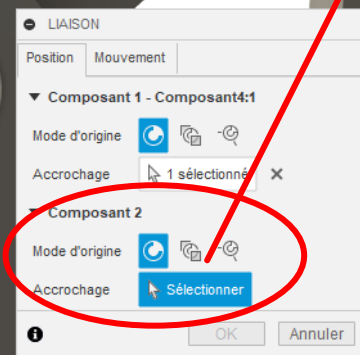 LIAISON
Position Mouvement
Composant 1 - Composant4:1
Mode d'origine
Accrochage 1 sélectionné
Composant 2
Mode d'origine
Accrochage Sélectionner
OK Annuler